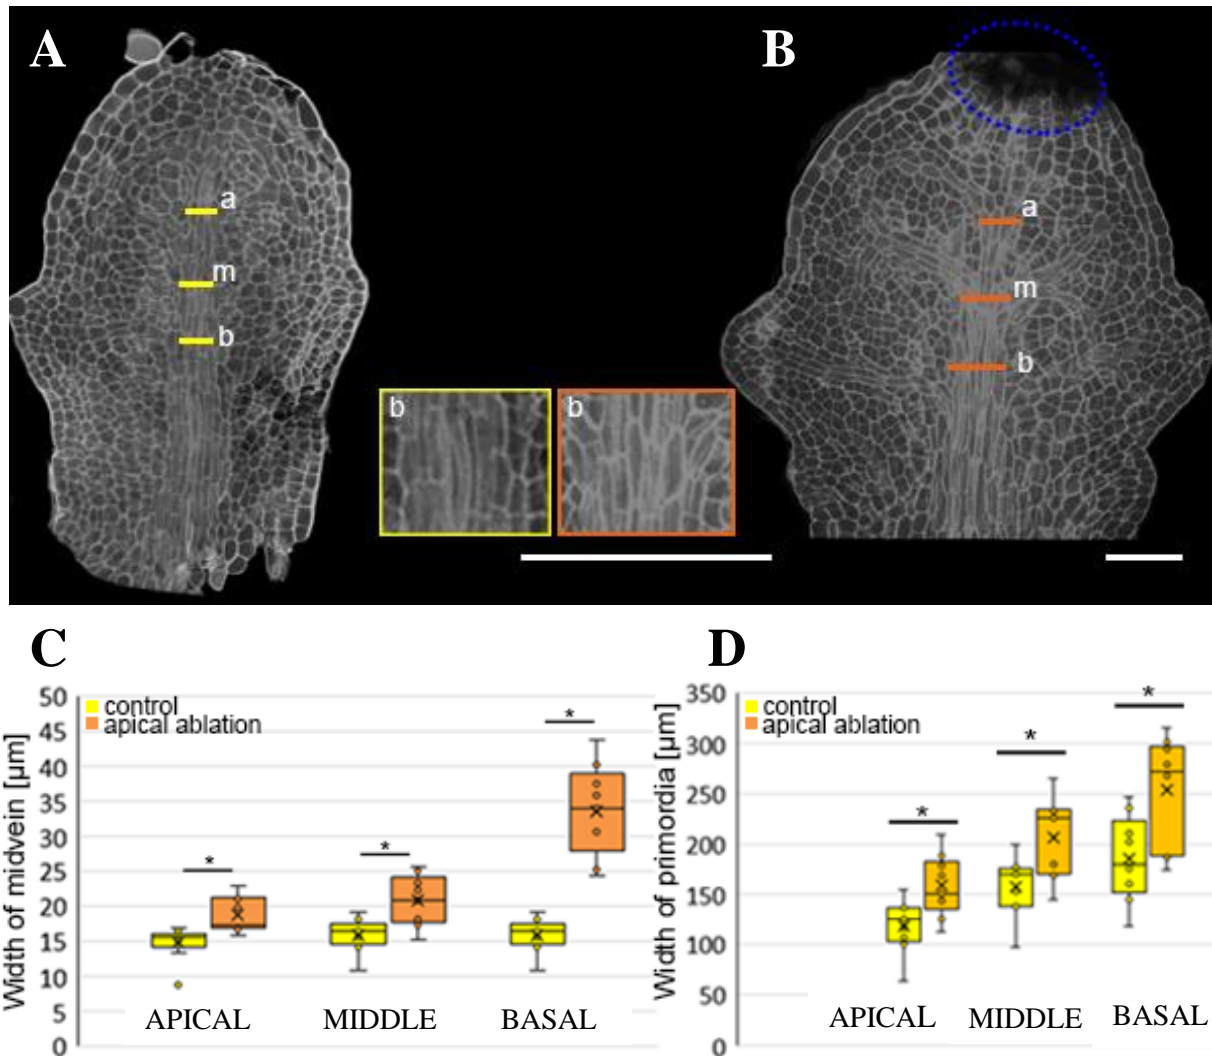 A
B
a
m
b
a
m
b
b
b
C
D
Width of midvein [µm]
50
45
40
35
30
25
20
15
10
5
0
control
apical ablation
*
*
*
APICAL
MIDDLE
BASAL
Width of primordia [µm]
350
300
250
200
150
100
50
0
control
apical ablation
*
*
*
APICAL
MIDDLE
BASAL